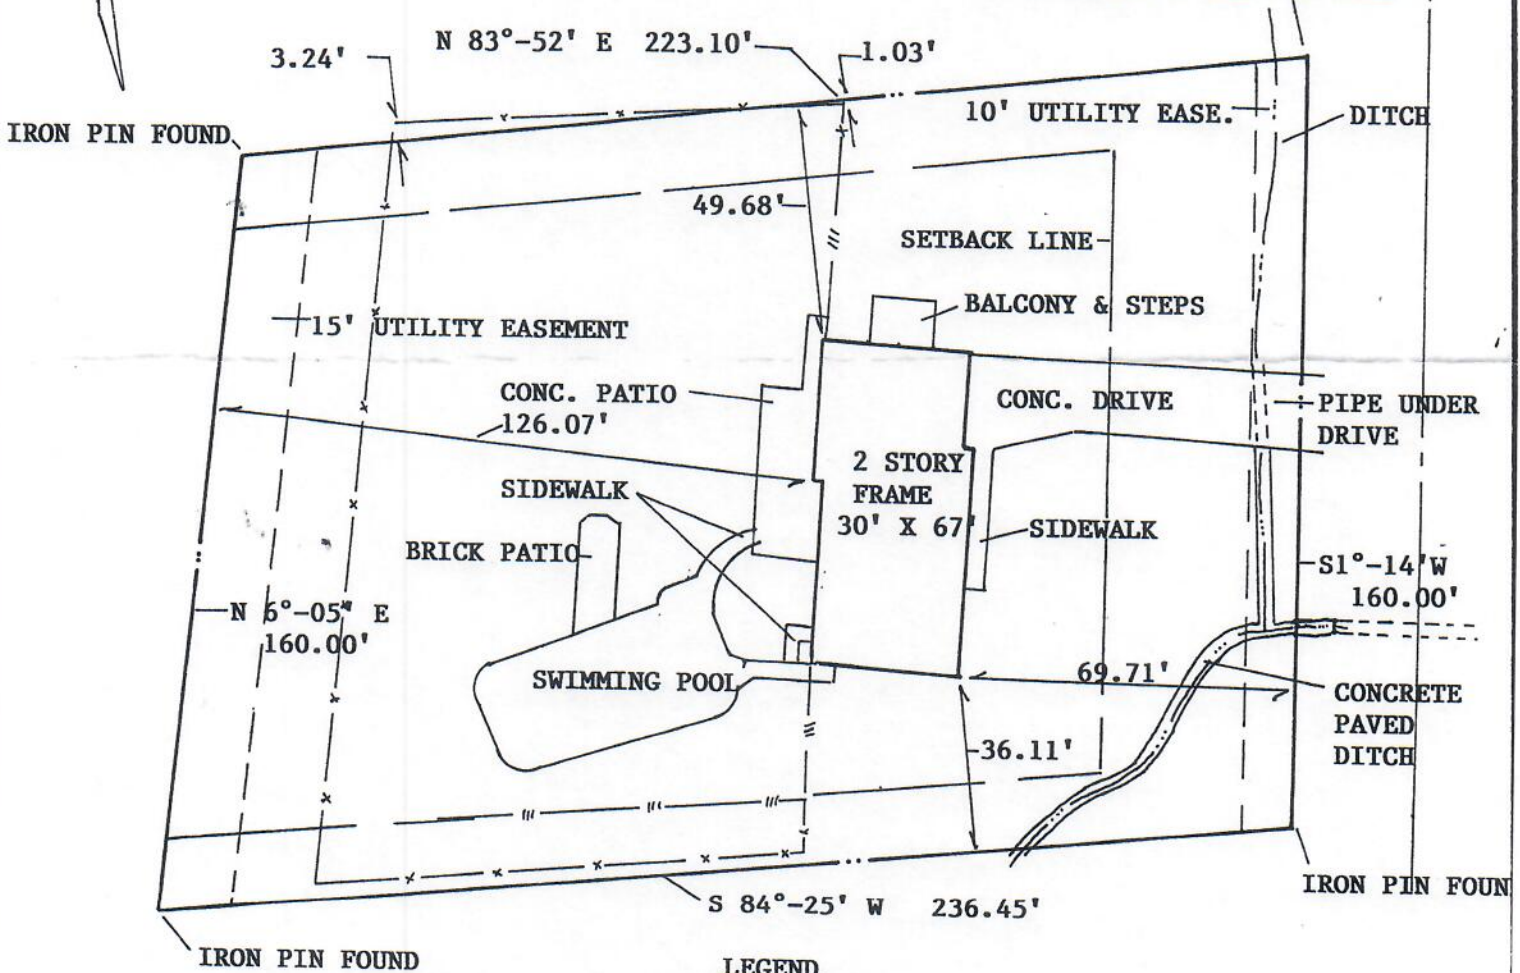 N 83°-52' E 223.10'
1.03'
3.24'
10' UTILITY EASE.
DITCH
IRON PIN FOUND
49.68'
SETBACK LINE
BALCONY & STEPS
15' UTILITY EASEMENT
CONC. PATIO
126.07'
CONC. DRIVE
PIPE UNDER
DRIVE
2 STORY
FRAME
30' X 67'
SIDEWALK
SIDEWALK
BRICK PATIO
S1°-14'W
160.00'
N 6°-05' E
160.00'
SWIMMING POOL
69.71'
CONCRETE
PAVED
DITCH
36.11'
IRON PIN FOUN
S 84°-25' W 236.45'
IRON PIN FOUND
LEGEND